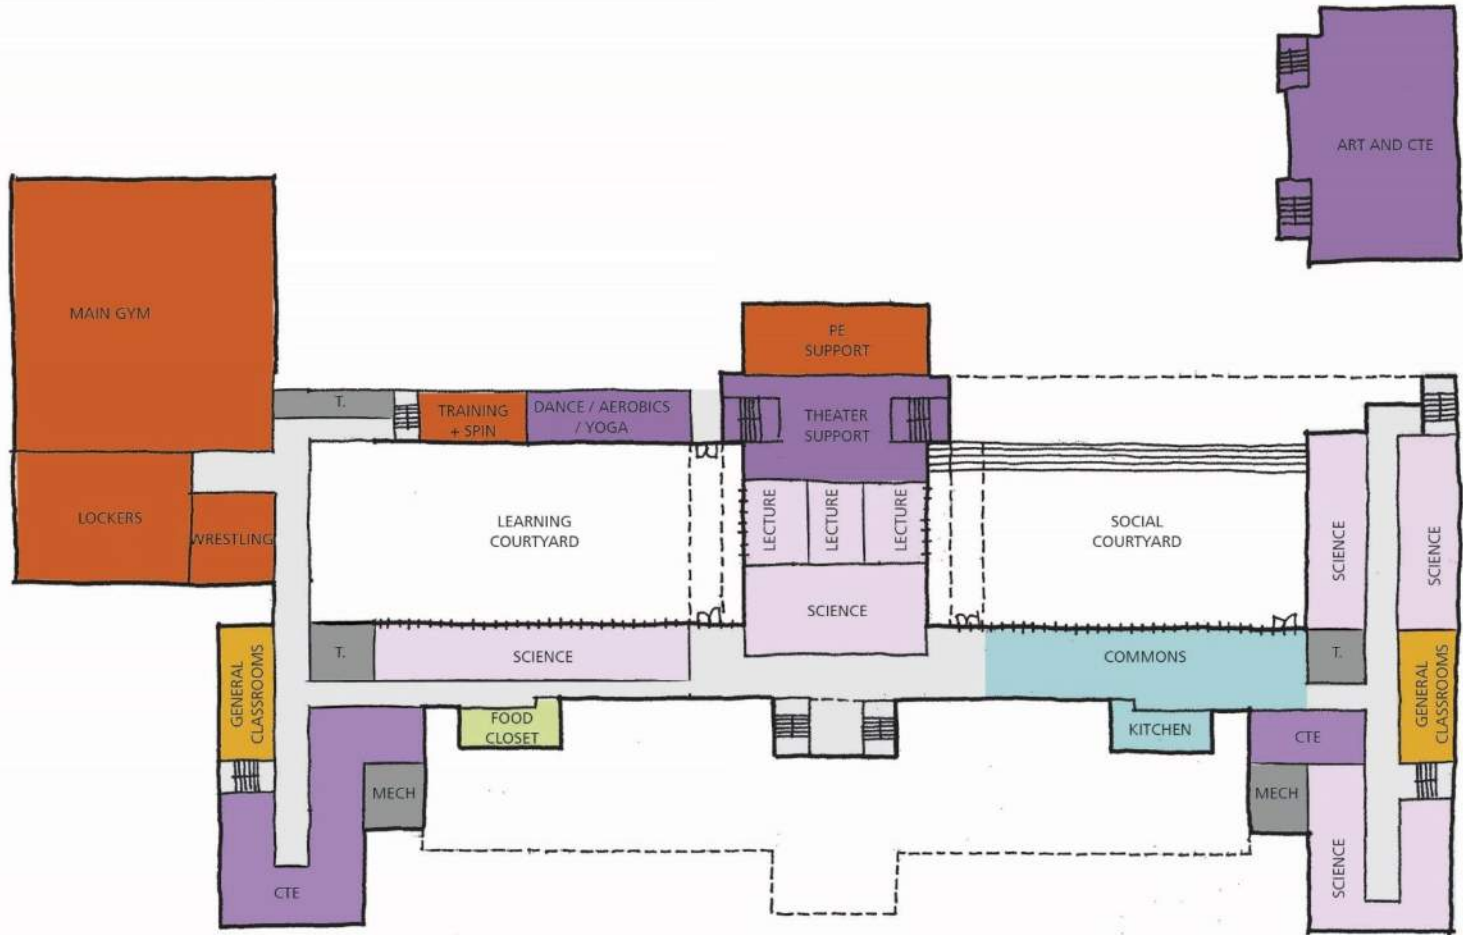 ART AND CTE
MAIN GYM
PE
SUPPORT
T.
TRAINING
+ SPIN
DANCE / AEROBICS
/ YOGA
THEATER
SUPPORT
LOCKERS
WRESTLING
LEARNING
COURTYARD
LECTURE
LECTURE
LECTURE
SOCIAL
COURTYARD
SCIENCE
SCIENCE
SCIENCE
GENERAL
CLASSROOMS
T.
SCIENCE
COMMONS
T.
GENERAL
CLASSROOMS
FOOD
CLOSET
KITCHEN
CTE
MECH
MECH
CTE
SCIENCE